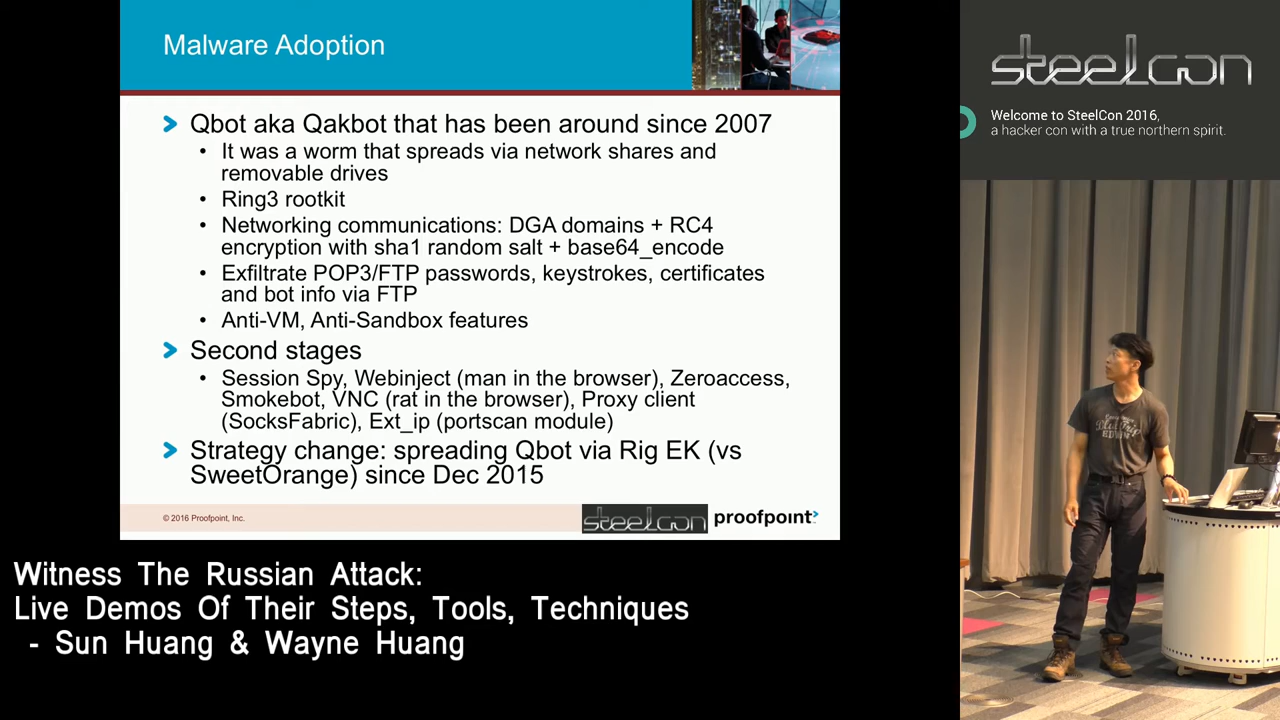 Malware Adoption
Qbot aka Qakbot that has been around since 2007
• It was a worm that spreads via network shares and
removable drives
• Ring3 rootkit
• Networking communications: DGA domains + RC4
encryption with sha1 random salt + base64_encode
• Exfiltrate POP3/FTP passwords, keystrokes, certificates
and bot info via FTP
• Anti-VM, Anti-Sandbox features
Second stages
• Session Spy, Webinject (man in the browser), Zeroaccess,
Smokebot, VNC (rat in the browser), Proxy client
(SocksFabric), Ext_ip (portscan module)
Strategy change: spreading Qbot via Rig EK (vs
SweetOrange) since Dec 2015
© 2016 Proofpoint, Inc.
steelcon
proofpoint
Witness The Russian Attack:
Live Demos Of Their Steps, Tools, Techniques
- Sun Huang & Wayne Huang
steelcon
Welcome to SteelCon 2016,
a hacker con with a true northern spirit.